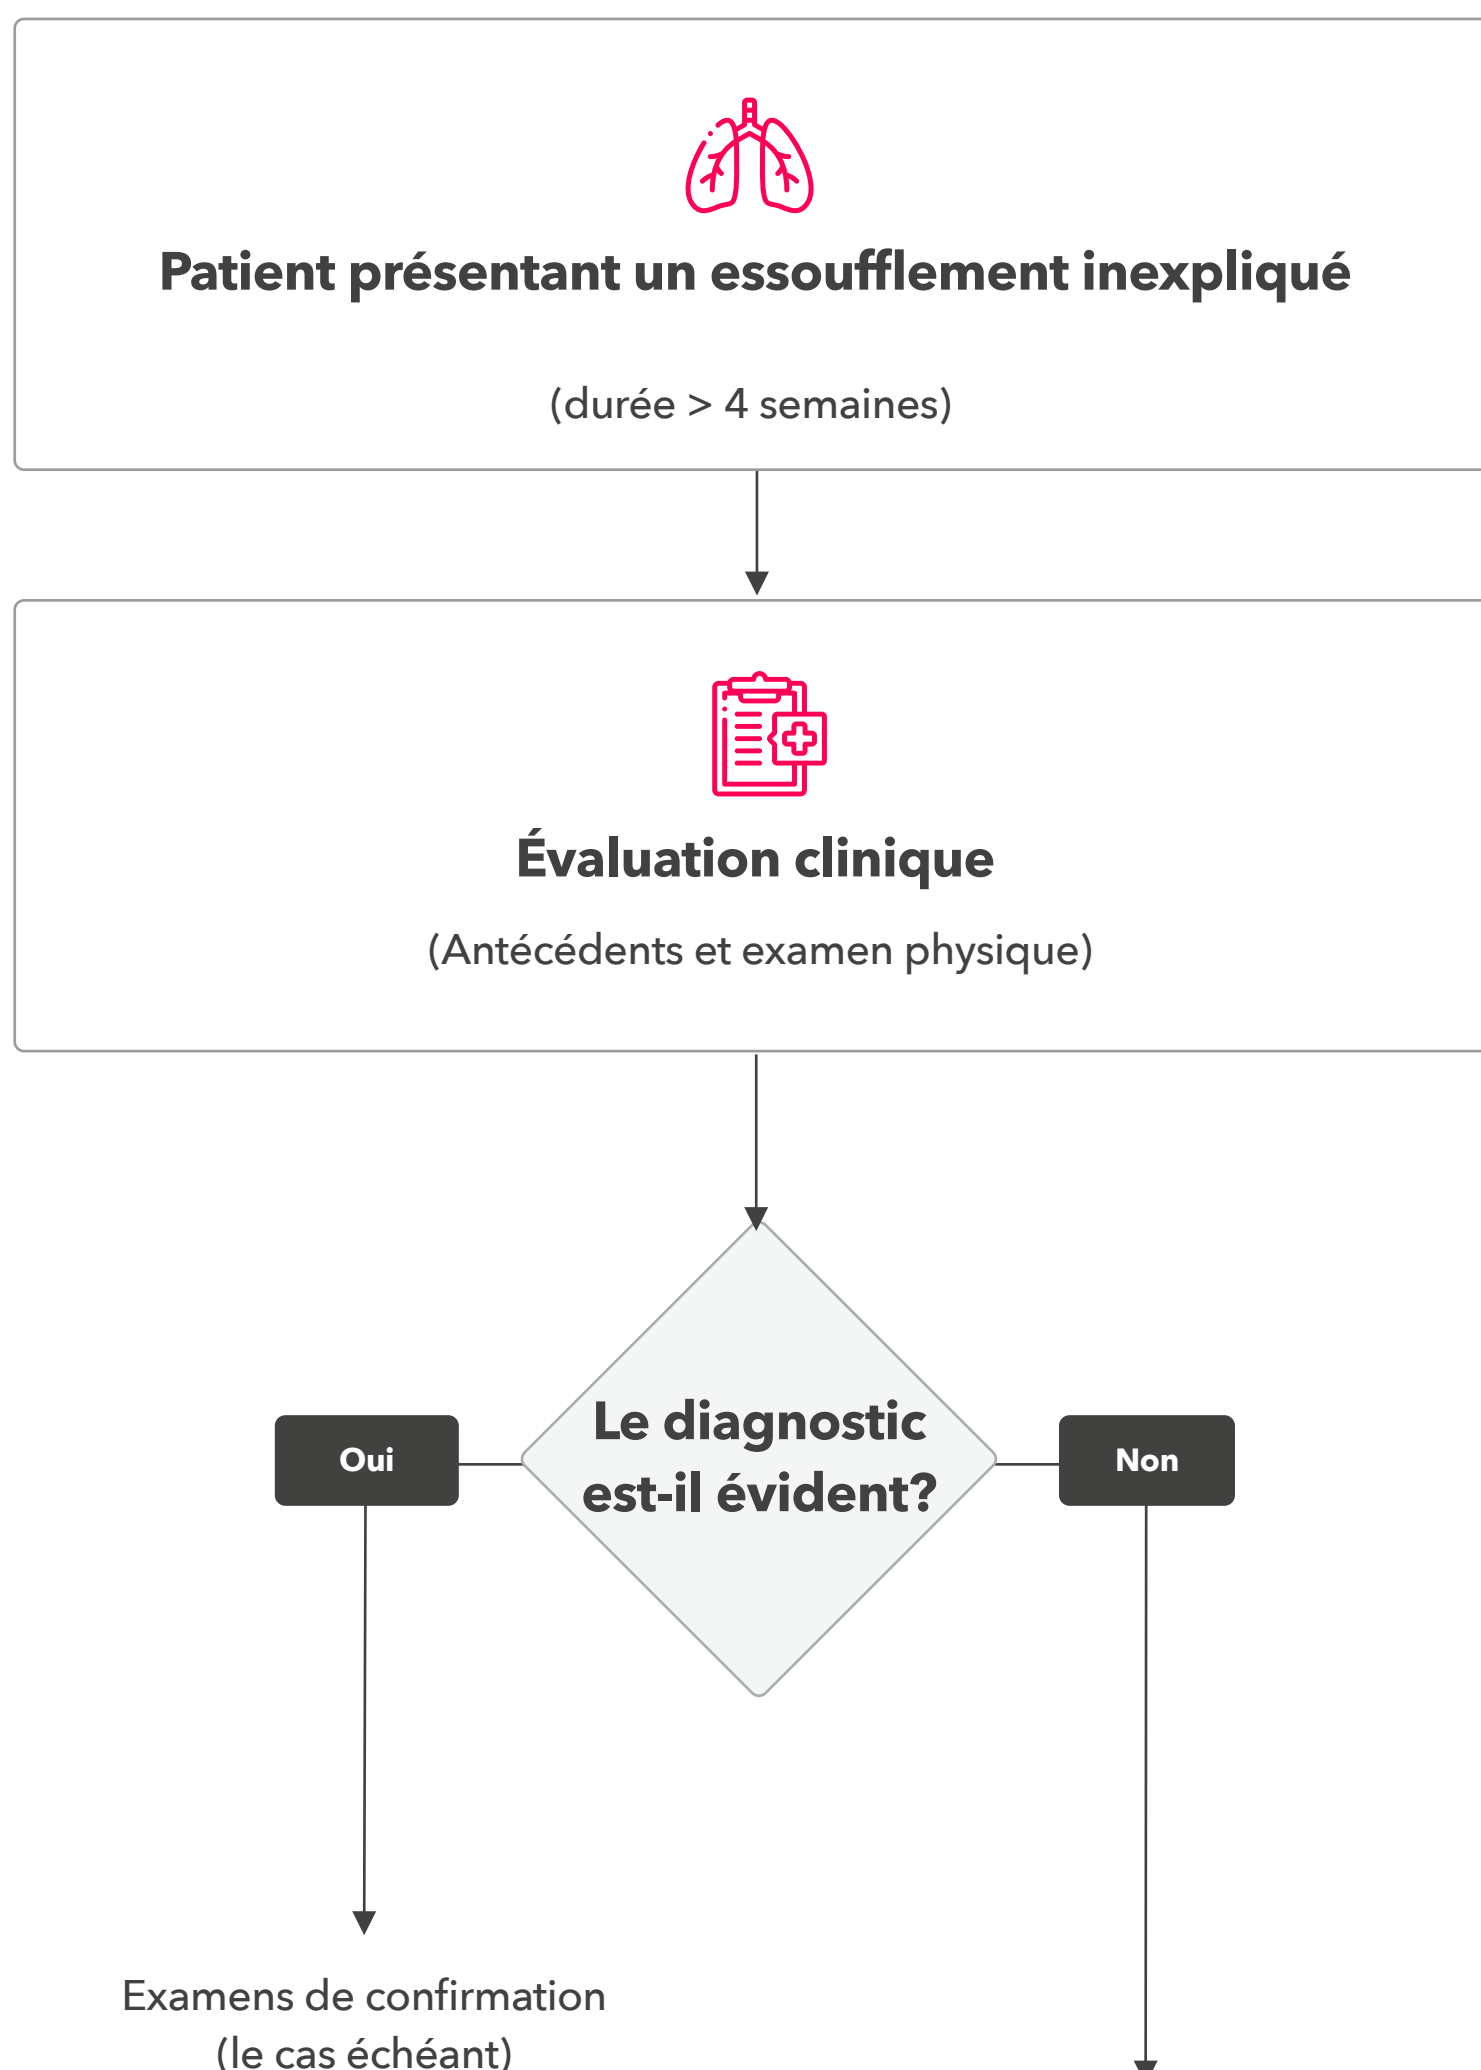 Patient présentant un essoufflement inexpliqué
(durée > 4 semaines)
Évaluation clinique
(Antécédents et examen physique)
Le diagnostic
est-il évident?
Oui
Non
Examens de confirmation
(le cas échéant)